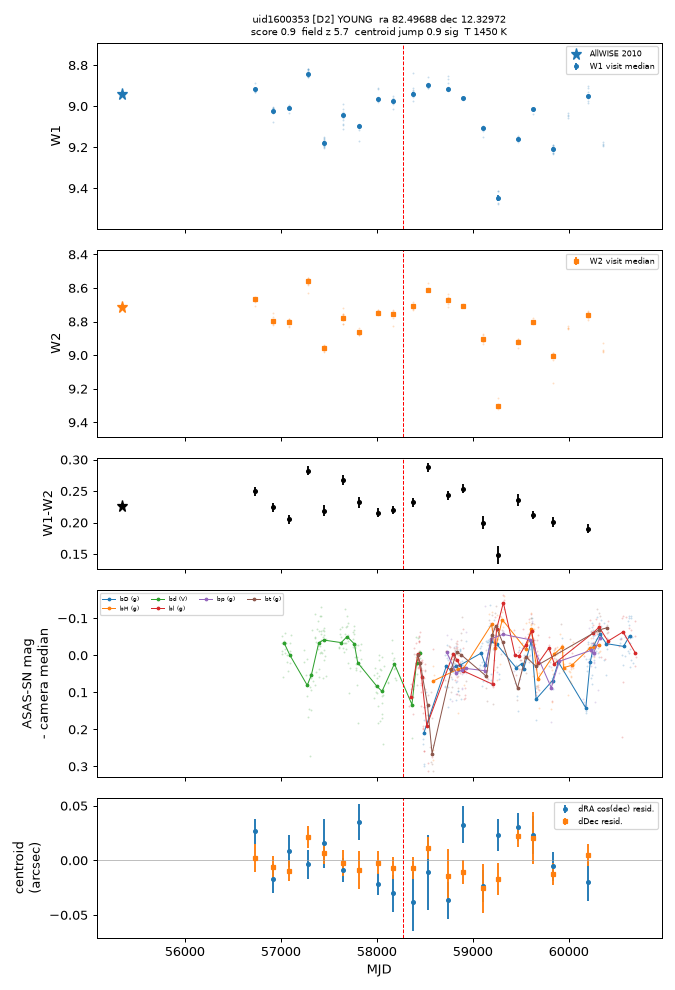 uid1600353 [D2] YOUNG ra 82.49688 dec 12.32972
score 0.9 field z 5.7 centroid jump 0.9 sig T 1450 K
8.8
9.0
9.2
9.4
W1
AllWISE 2010
W1 visit median
8.4
8.6
8.8
9.0
9.2
9.4
W2
W2 visit median
0.30
0.25
0.20
0.15
W1-W2
−0.1
0.0
0.1
0.2
0.3
ASAS-SN mag
- camera median
bD (g)
bH (g)
bd (V)
bl (g)
bp (g)
bt (g)
0.05
0.00
−0.05
centroid
(arcsec)
dRA cos(dec) resid.
dDec resid.
56000 57000 58000 59000 60000
MJD